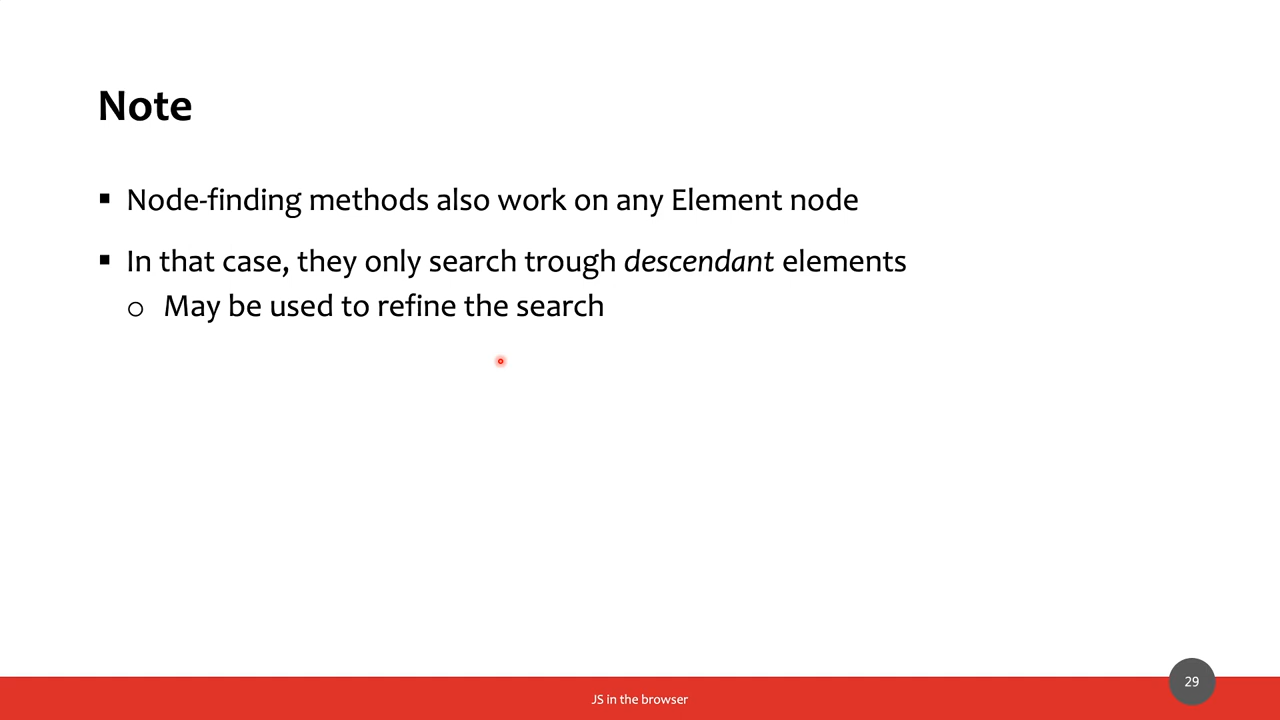 Note
▪ Node-finding methods also work on any Element node
▪ In that case, they only search trough descendant elements
o May be used to refine the search
29
JS in the browser